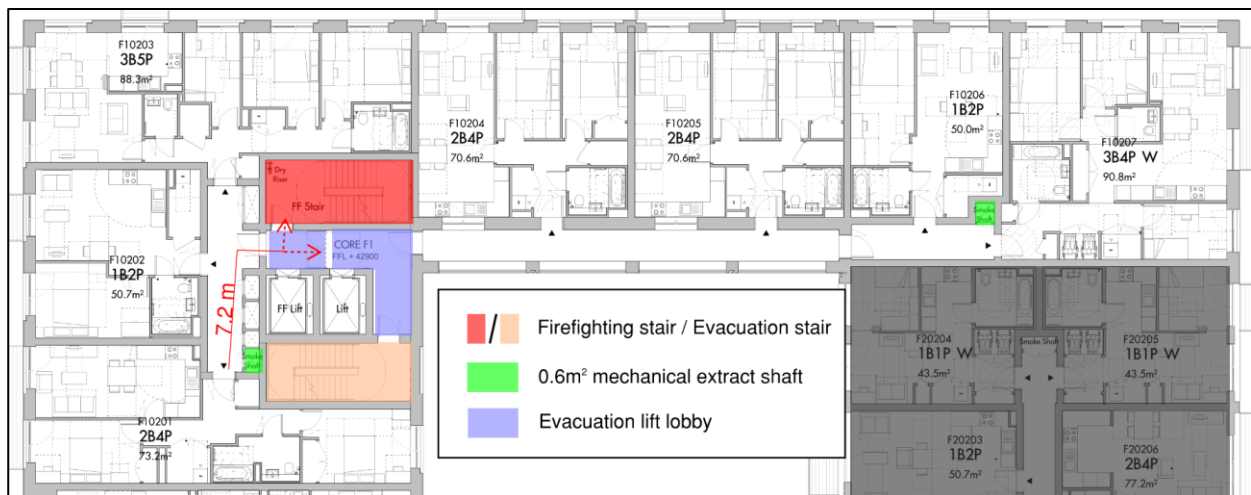 F10203
3B5P
88.3m²
F10204
2B4P
70.6m²
F10205
2B4P
70.6m²
F10206
1B2P
50.0m²
F10207
3B4P W
90.8m²
Dry
Riser
FF Stair
Smoke
Shaft
F10202
1B2P
50.7m²
CORE F1
FFL + 42900
7.2 m
FF Lift
Lift
Smoke
Shaft
F10201
2B4P
73.2m²
/
Firefighting stair / Evacuation stair
0.6m² mechanical extract shaft
Evacuation lift lobby
F20204
1B1P W
43.5m²
Smoke Shaft
F20205
1B1P W
43.5m²
F20203
1B2P
50.7m²
F20206
2B4P
77.2m²